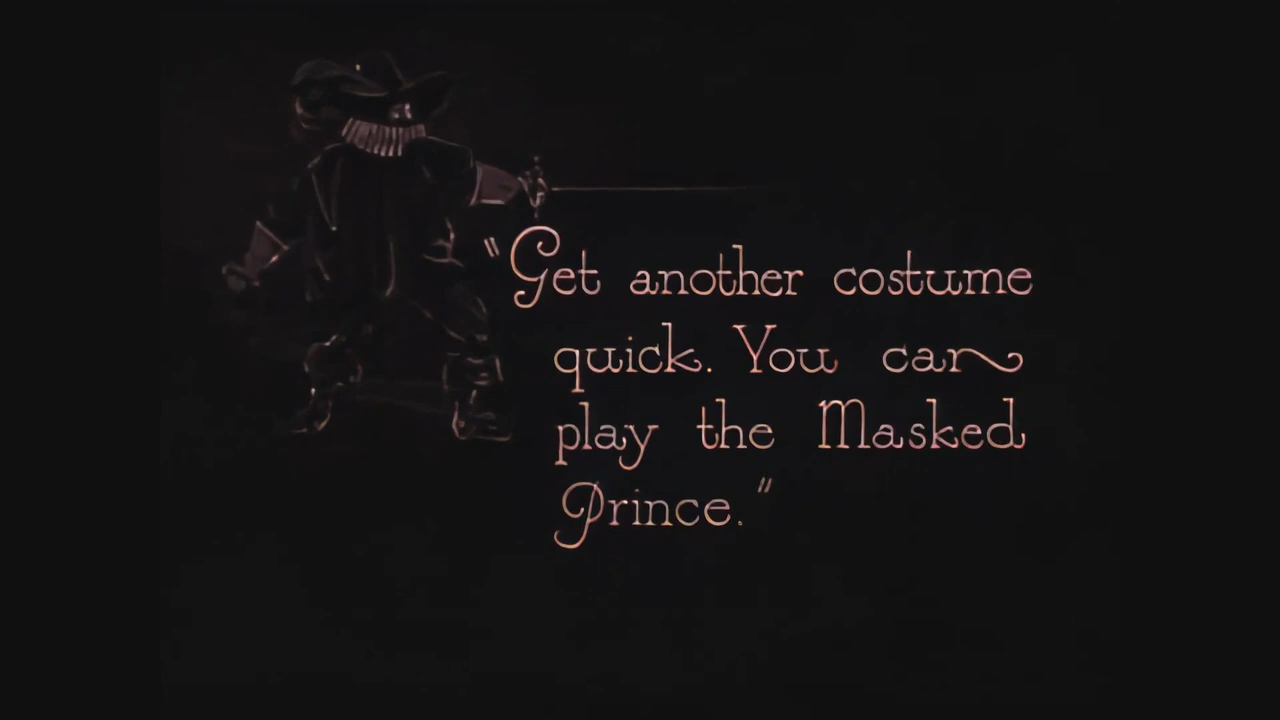 "Get another costume
quick. You can
play the Masked
Prince."